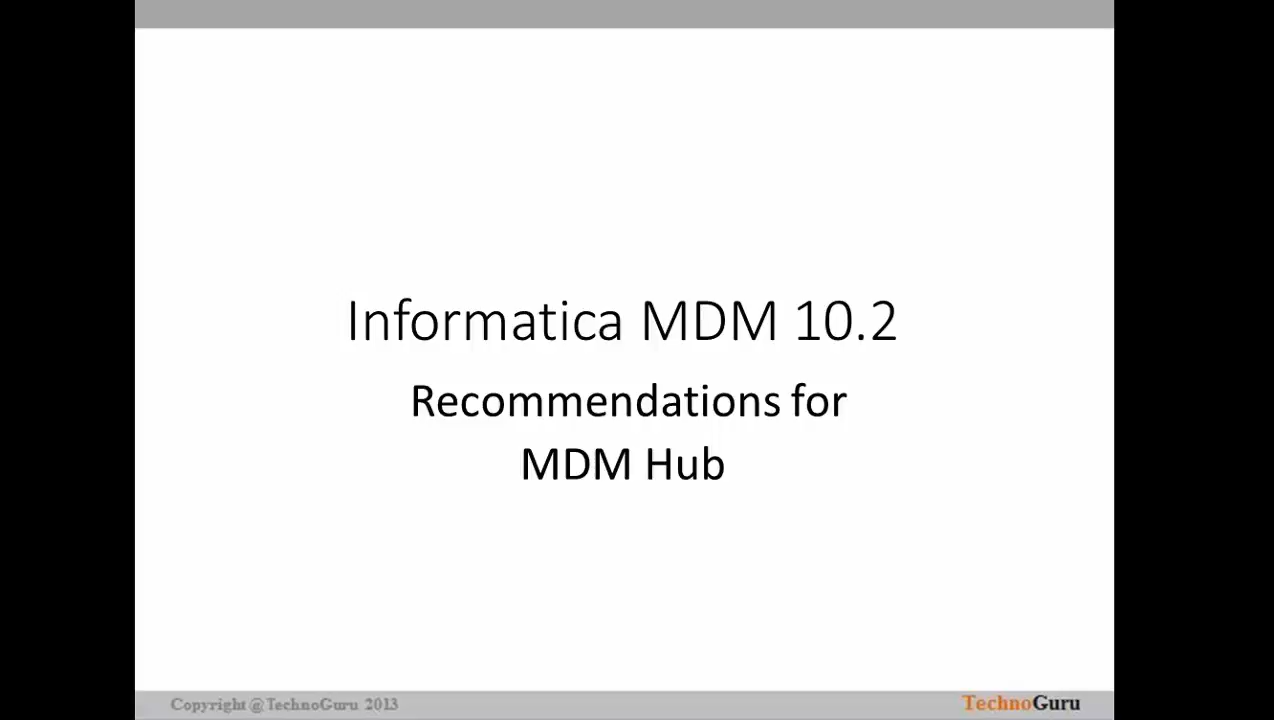 Informatica MDM 10.2
Recommendations for
MDM Hub
Copyright @ TechnoGuru 2013
TechnoGuru